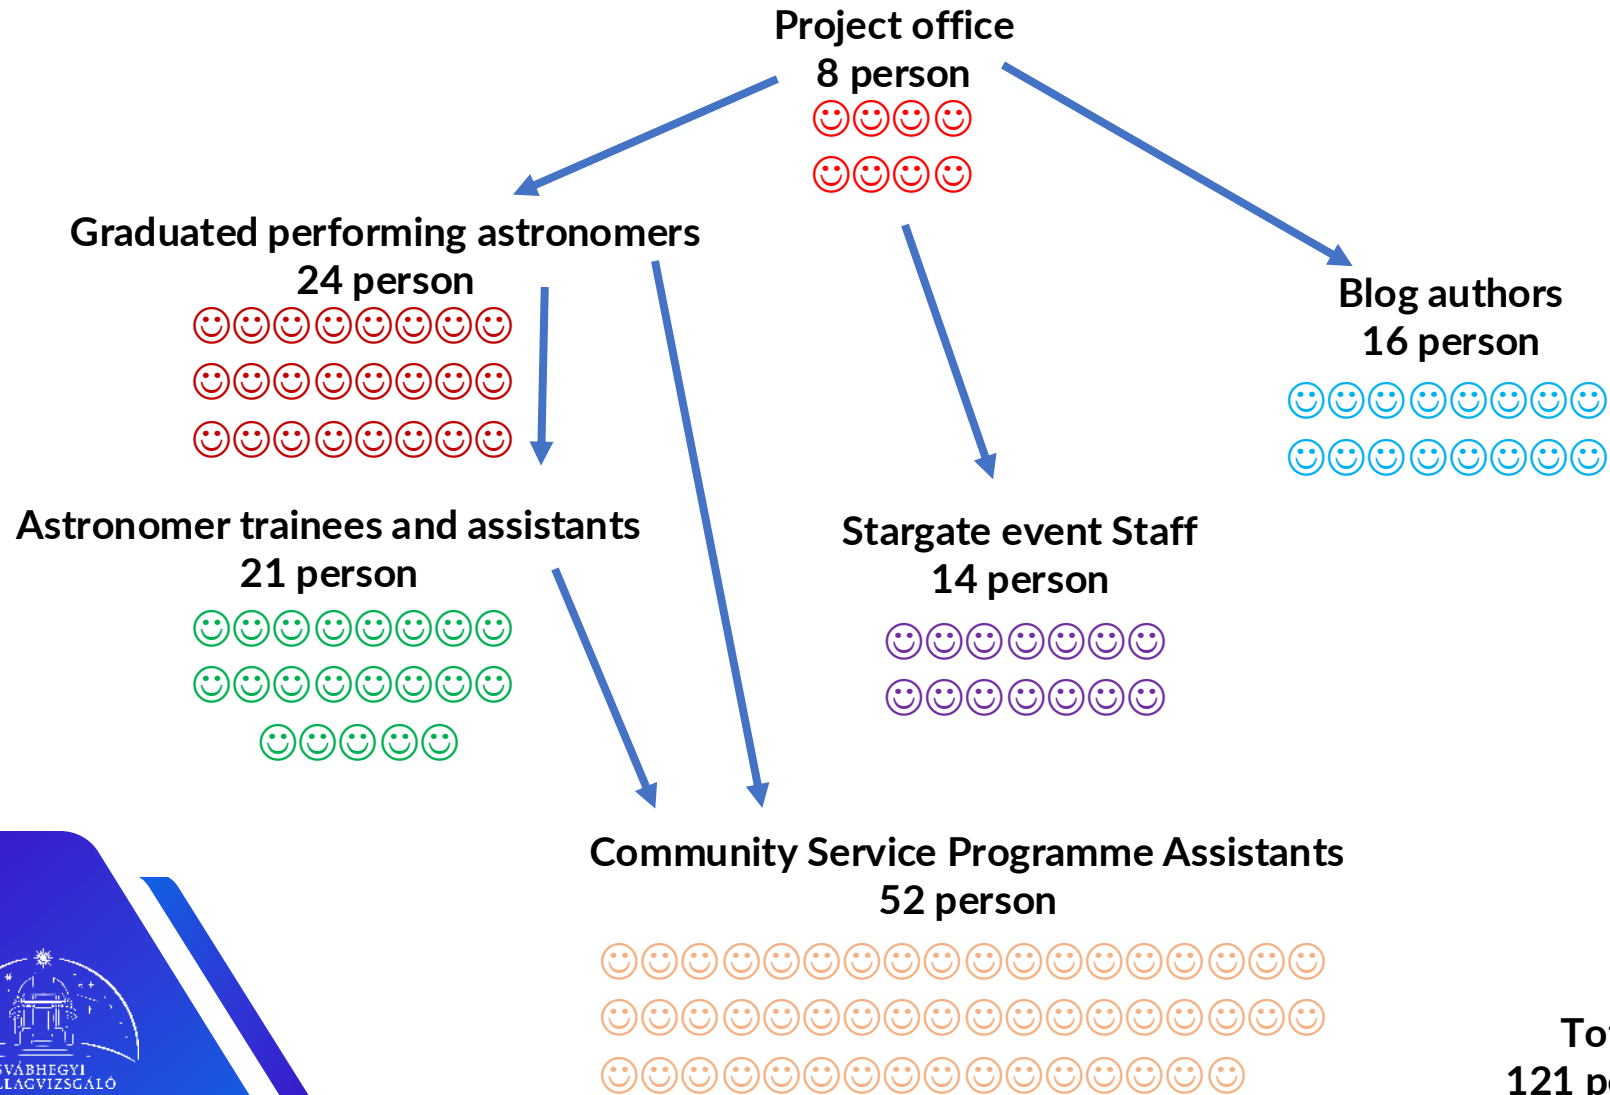 Project office
8 person
Graduated performing astronomers
24 person
Blog authors
16 person
Astronomer trainees and assistants
21 person
Stargate event Staff
14 person
Community Service Programme Assistants
52 person
121
SVÁBHEGYI